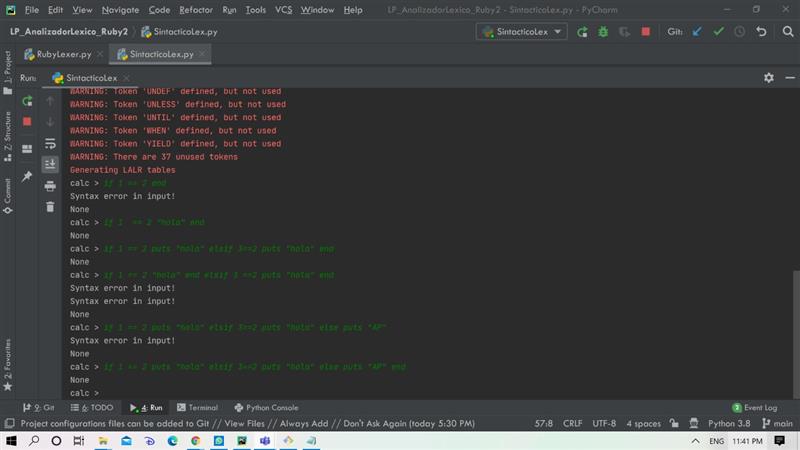 File Edit View Navigate Code Refactor Run Tools VCS Window Help LP_AnalizadorLexico_Ruby2 - SintacticoLex.py - PyCharm
LP_AnalizadorLexico_Ruby2 SintacticoLex.py SintacticoLex Git:
RubyLexer.py SintacticoLex.py
1: Project
Run: SintacticoLex
WARNING: Token 'UNDEF' defined, but not used
WARNING: Token 'UNLESS' defined, but not used
WARNING: Token 'UNTIL' defined, but not used
WARNING: Token 'WHEN' defined, but not used
WARNING: Token 'YIELD' defined, but not used
WARNING: There are 37 unused tokens
Generating LALR tables
calc > if 1 == 2 end
Syntax error in input!
None
calc > if 1  == 2 "hola" end
None
calc > if 1 == 2 puts "hola" elsif 3==2 puts "hola" end
None
calc > if 1 == 2 "hola" end elsif 3 ==2 puts "hola" end
Syntax error in input!
Syntax error in input!
None
calc > if 1 == 2 puts "hola" elsif 3==2 puts "hola" else puts "AP"
Syntax error in input!
None
calc > if 1 == 2 puts "hola" elsif 3==2 puts "hola" else puts "AP" end
None
calc >
Z: Structure
Commit
2: Favorites
9: Git 6: TODO 4: Run Terminal Python Console 2 Event Log
Project configurations files can be added to Git // View Files // Always Add // Don't Ask Again (today 5:30 PM) 57:8 CRLF UTF-8 4 spaces Python 3.8 main
ENG 11:41 PM